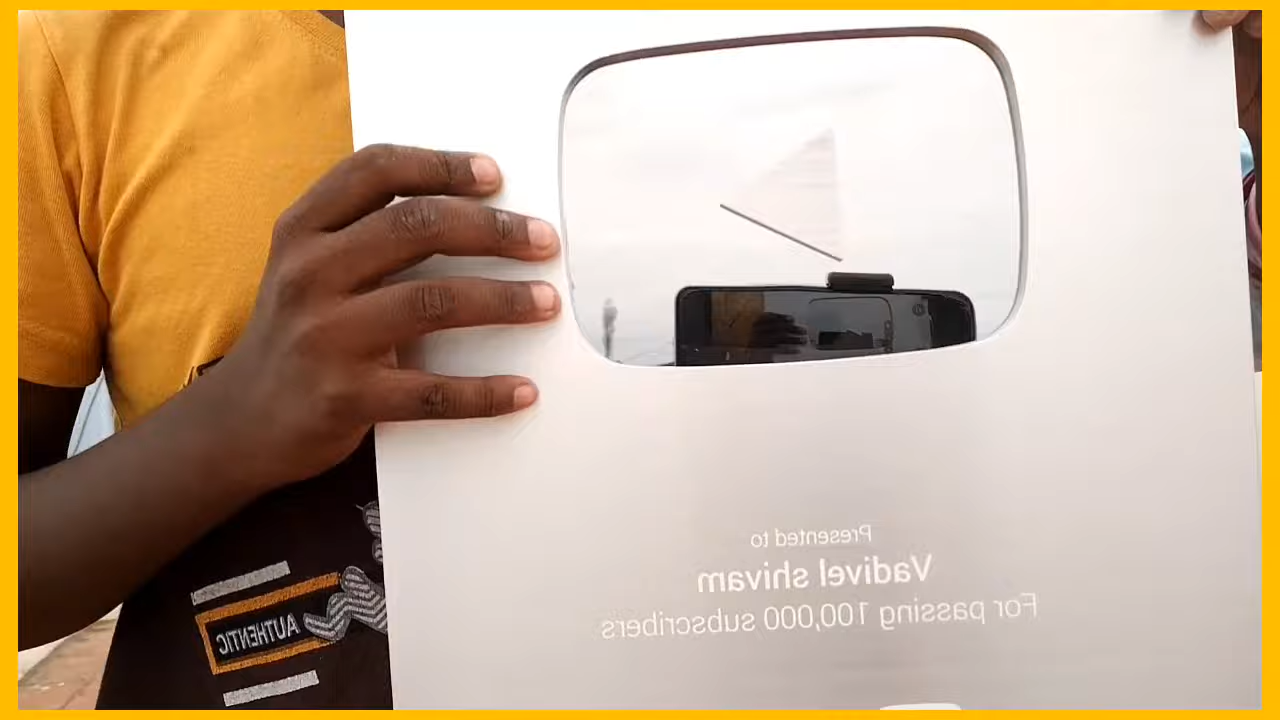 Presented to
Vadivel shivam
For passing 100,000 subscribers
AUTHENTIC